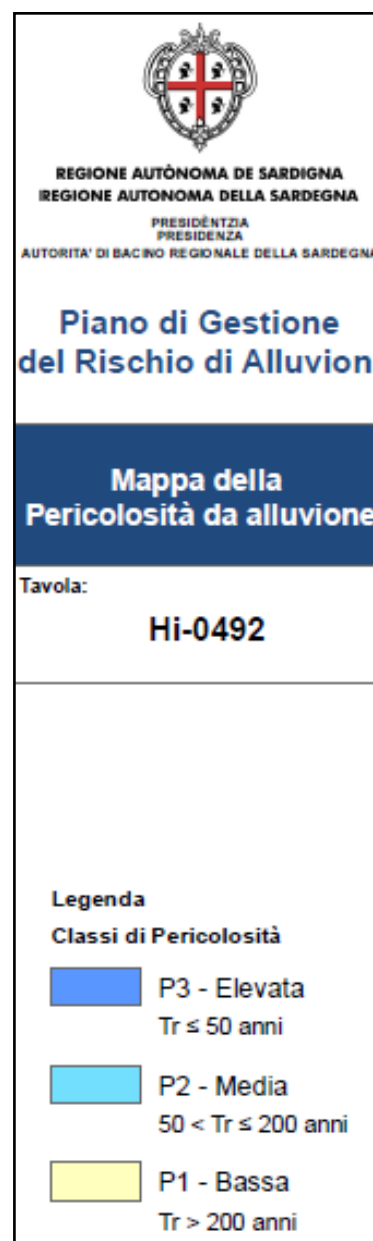 REGIONE AUTÒNOMA DE SARDIGNA
REGIONE AUTONOMA DELLA SARDEGNA
PRESIDÈNTZIA
PRESIDENZA
AUTORITA' DI BACINO REGIONALE DELLA SARDEGNA
Piano di Gestione
del Rischio di Alluvion
Mappa della
Pericolosità da alluvione
Tavola:
Hi-0492
Legenda
Classi di Pericolosità
P3 - Elevata
Tr ≤ 50 anni
P2 - Media
50 < Tr ≤ 200 anni
P1 - Bassa
Tr > 200 anni